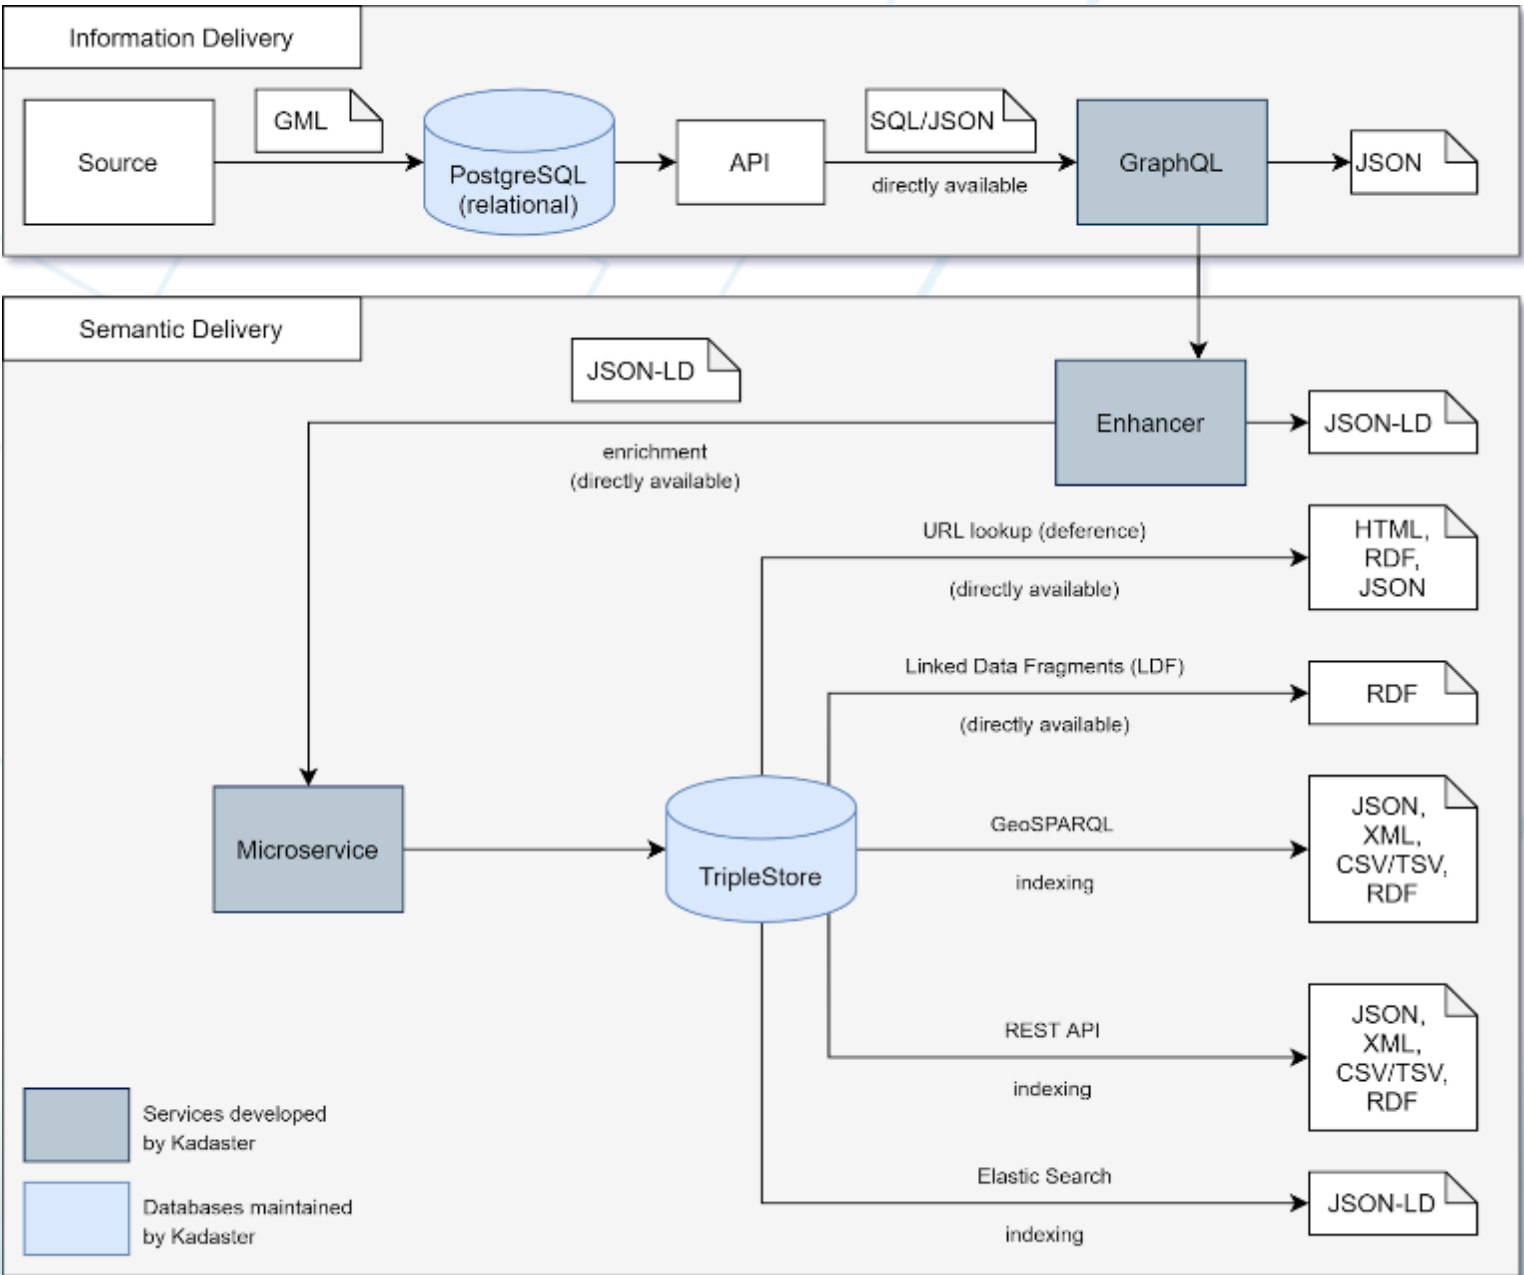 Information Delivery
Source
GML
PostgreSQL
(relational)
API
SQL/JSON
directly available
GraphQL
JSON
Semantic Delivery
JSON-LD
enrichment
(directly available)
Enhancer
JSON-LD
URL lookup (deference)
(directly available)
HTML,
RDF,
JSON
Linked Data Fragments (LDF)
(directly available)
RDF
Microservice
TripleStore
GeoSPARQL
indexing
JSON,
XML,
CSV/TSV,
RDF
REST API
indexing
JSON,
XML,
CSV/TSV,
RDF
Elastic Search
indexing
JSON-LD
Services developed
by Kadaster
Databases maintained
by Kadaster